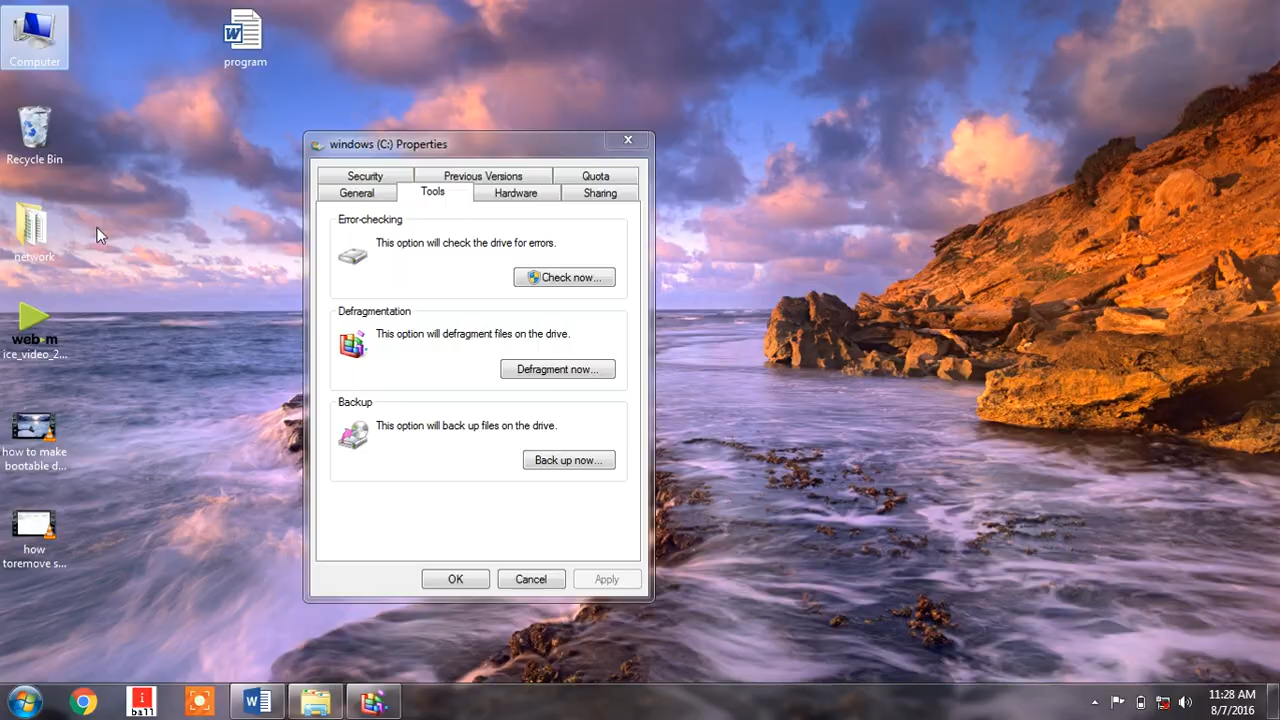 Computer
program
Recycle Bin
network
webm
ice_video_2...
how to make
bootable d...
how
toremove s...
windows (C:) Properties
Security
Previous Versions
Quota
General
Tools
Hardware
Sharing
Error-checking
This option will check the drive for errors.
Check now...
Defragmentation
This option will defragment files on the drive.
Defragment now...
Backup
This option will back up files on the drive.
Back up now...
OK
Cancel
Apply
i
ball
W
11:28 AM
8/7/2016